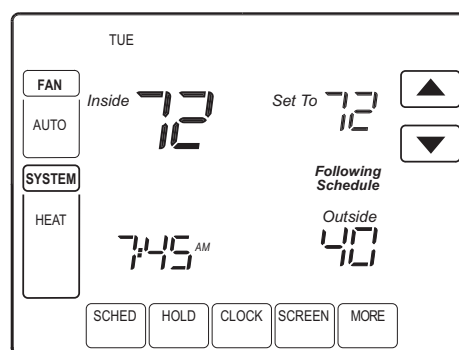 TUE
FAN
AUTO
Inside 72
Set To 72
SYSTEM
HEAT
Following
Schedule
Outside
40
7:45 AM
SCHED HOLD CLOCK SCREEN MORE